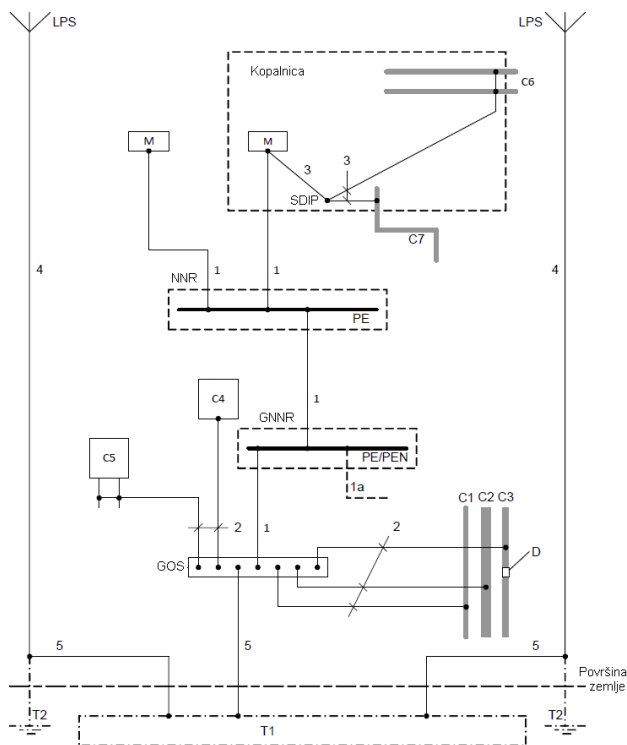 LPS
LPS
Kopalnica
C6
M
M
3
3
SDIP
C7
4
4
NNR
1
1
PE
C4
1
GNNR
PE/PEN
C5
1a
C1 C2 C3
2
1
2
D
GOS
5
5
5
Površina
zemlje
T2
T1
T2